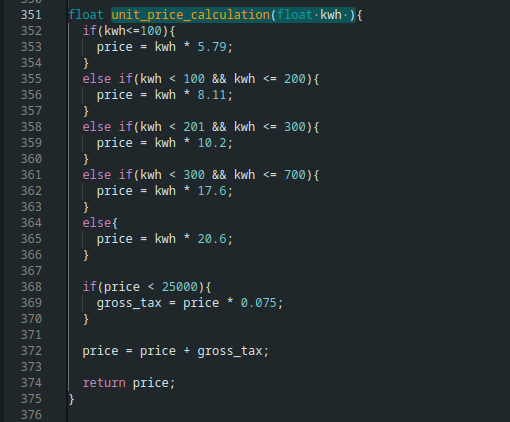 350
351 float unit_price_calculation(float·kwh·){
352 if(kwh<=100){
353 price = kwh * 5.79;
354 }
355 else if(kwh < 100 && kwh <= 200){
356 price = kwh * 8.11;
357 }
358 else if(kwh < 201 && kwh <= 300){
359 price = kwh * 10.2;
360 }
361 else if(kwh < 300 && kwh <= 700){
362 price = kwh * 17.6;
363 }
364 else{
365 price = kwh * 20.6;
366 }
367
368 if(price < 25000){
369 gross_tax = price * 0.075;
370 }
371
372 price = price + gross_tax;
373
374 return price;
375 }
376